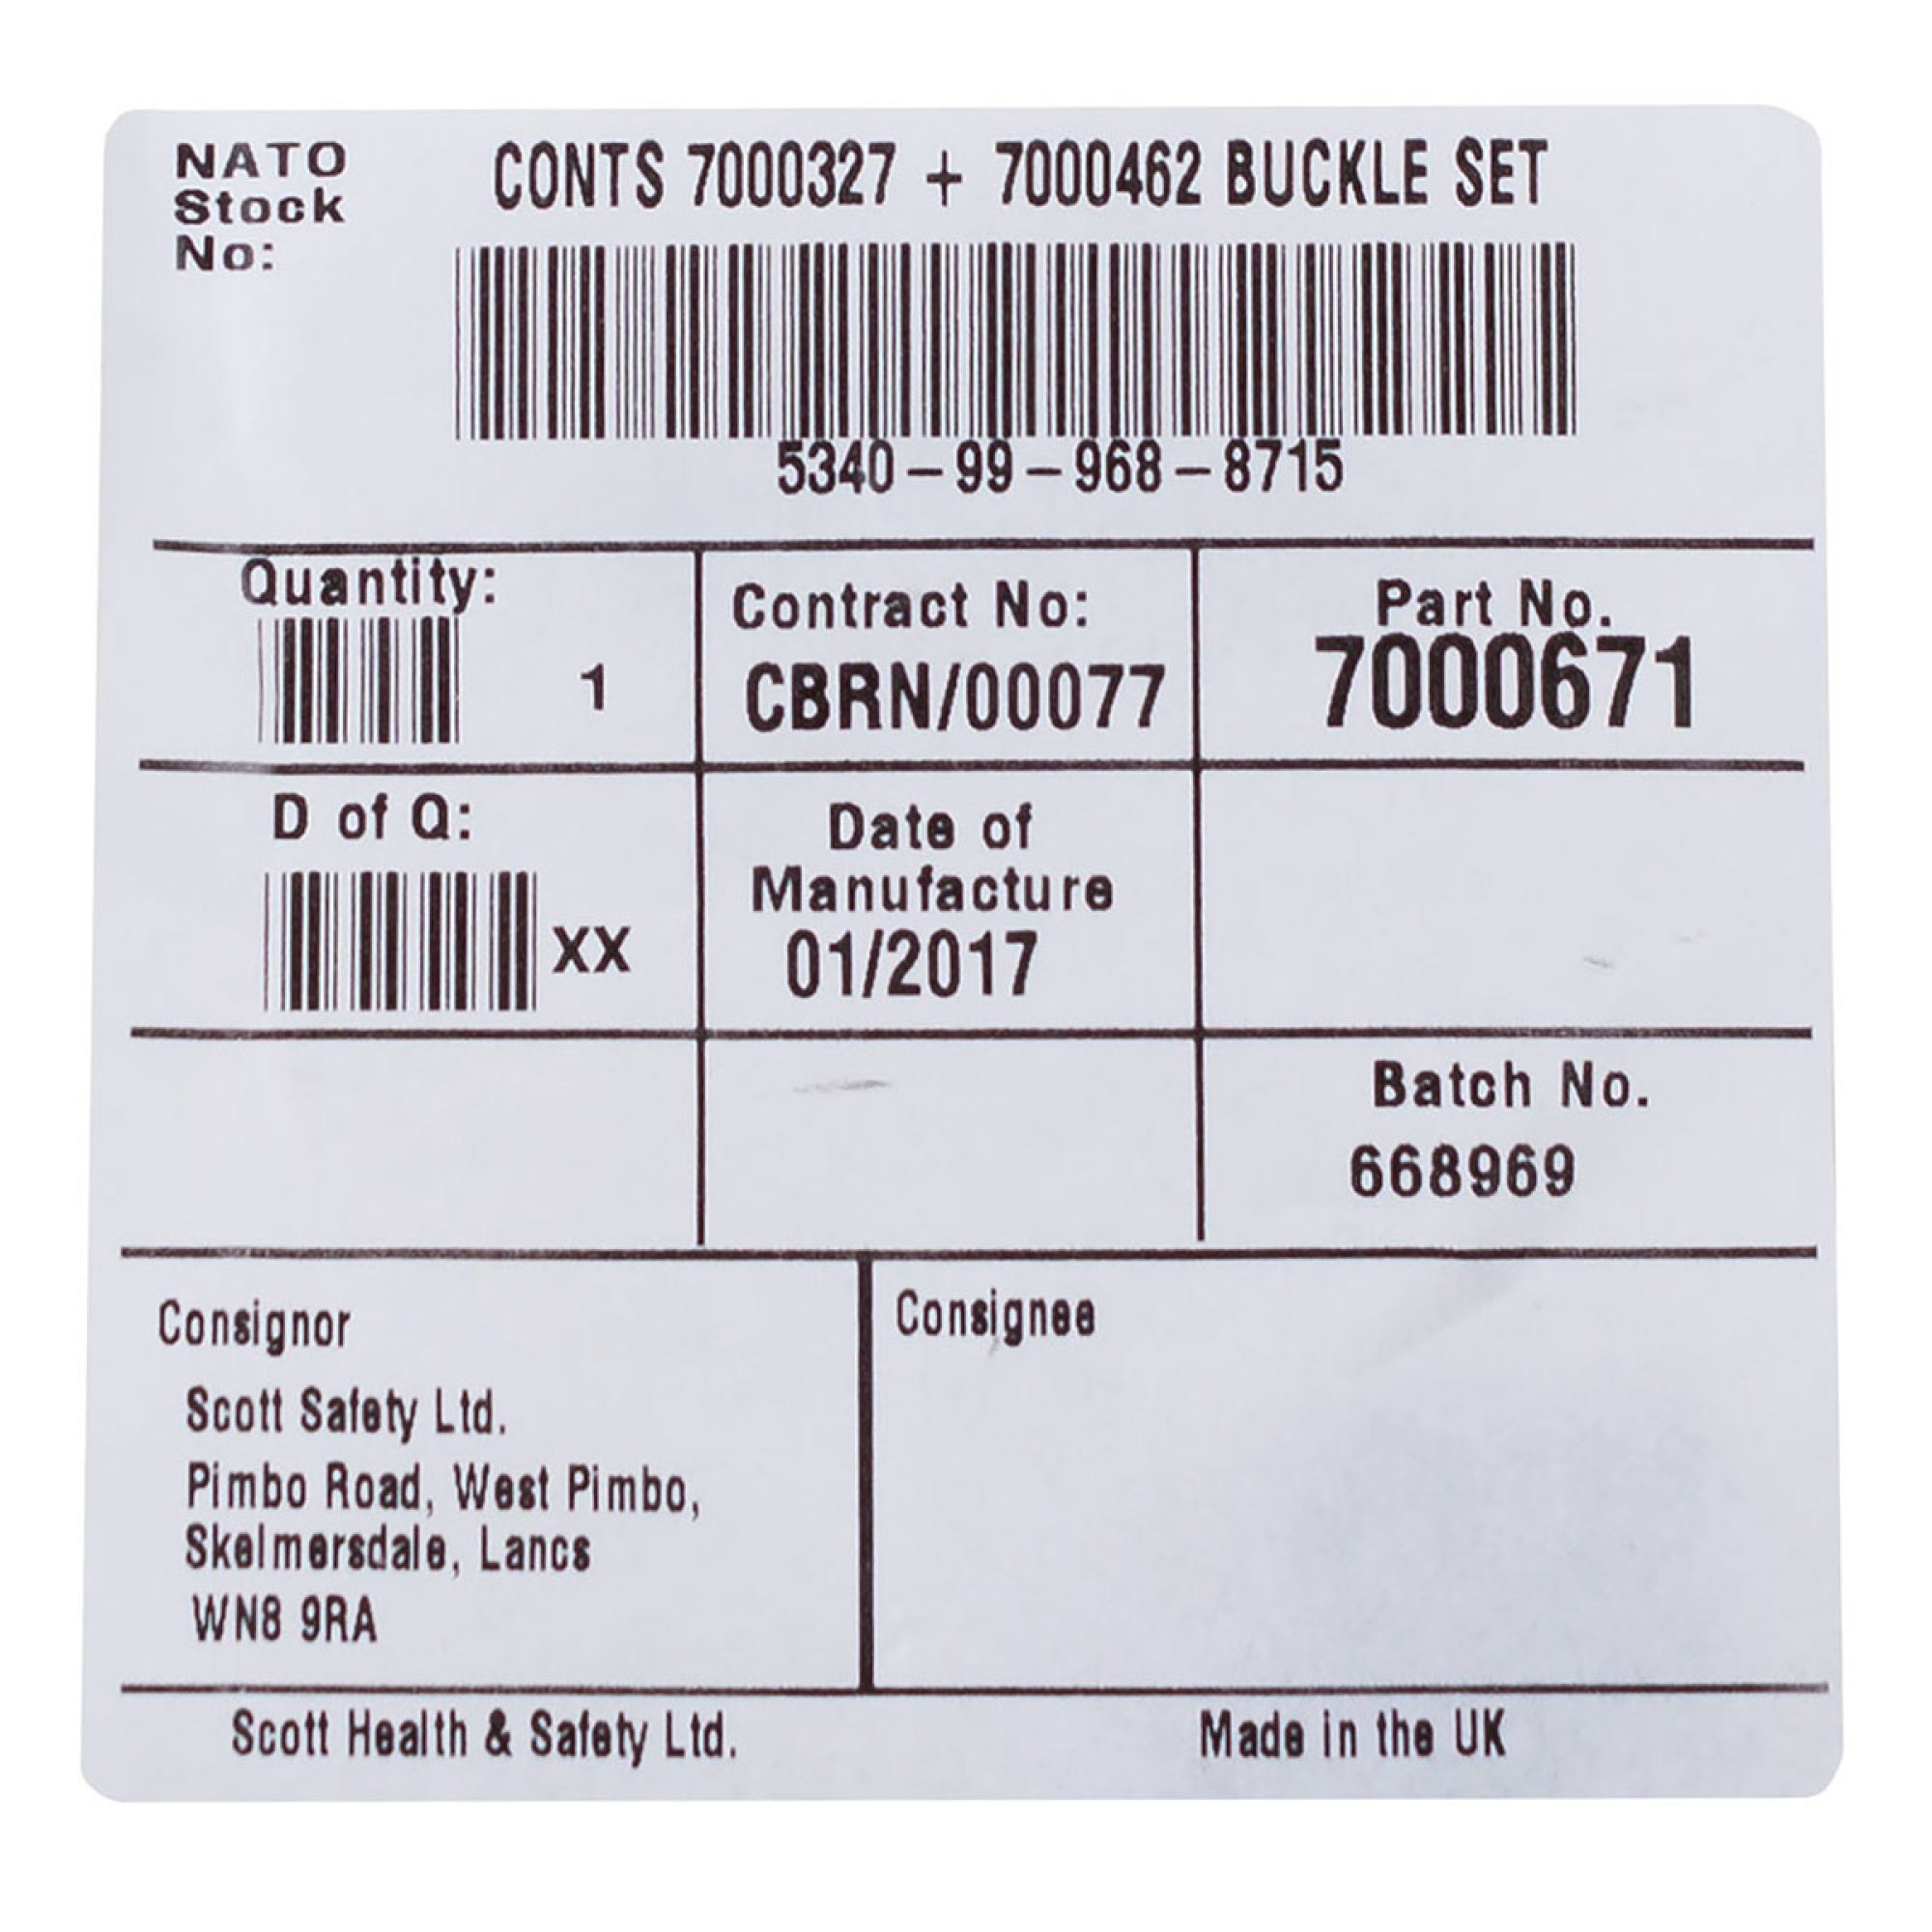 NATO
Stock
No:
CONTS 7000327 + 7000462 BUCKLE SET
5340-99-968-8715
Quantity:
1
Contract No:
CBRN/00077
Part No.
7000671
D of Q:
XX
Date of
Manufacture
01/2017
Batch No.
668969
Consignor
Scott Safety Ltd.
Pimbo Road, West Pimbo,
Skelmersdale, Lancs
WN8 9RA
Consignee
Scott Health & Safety Ltd.
Made in the UK